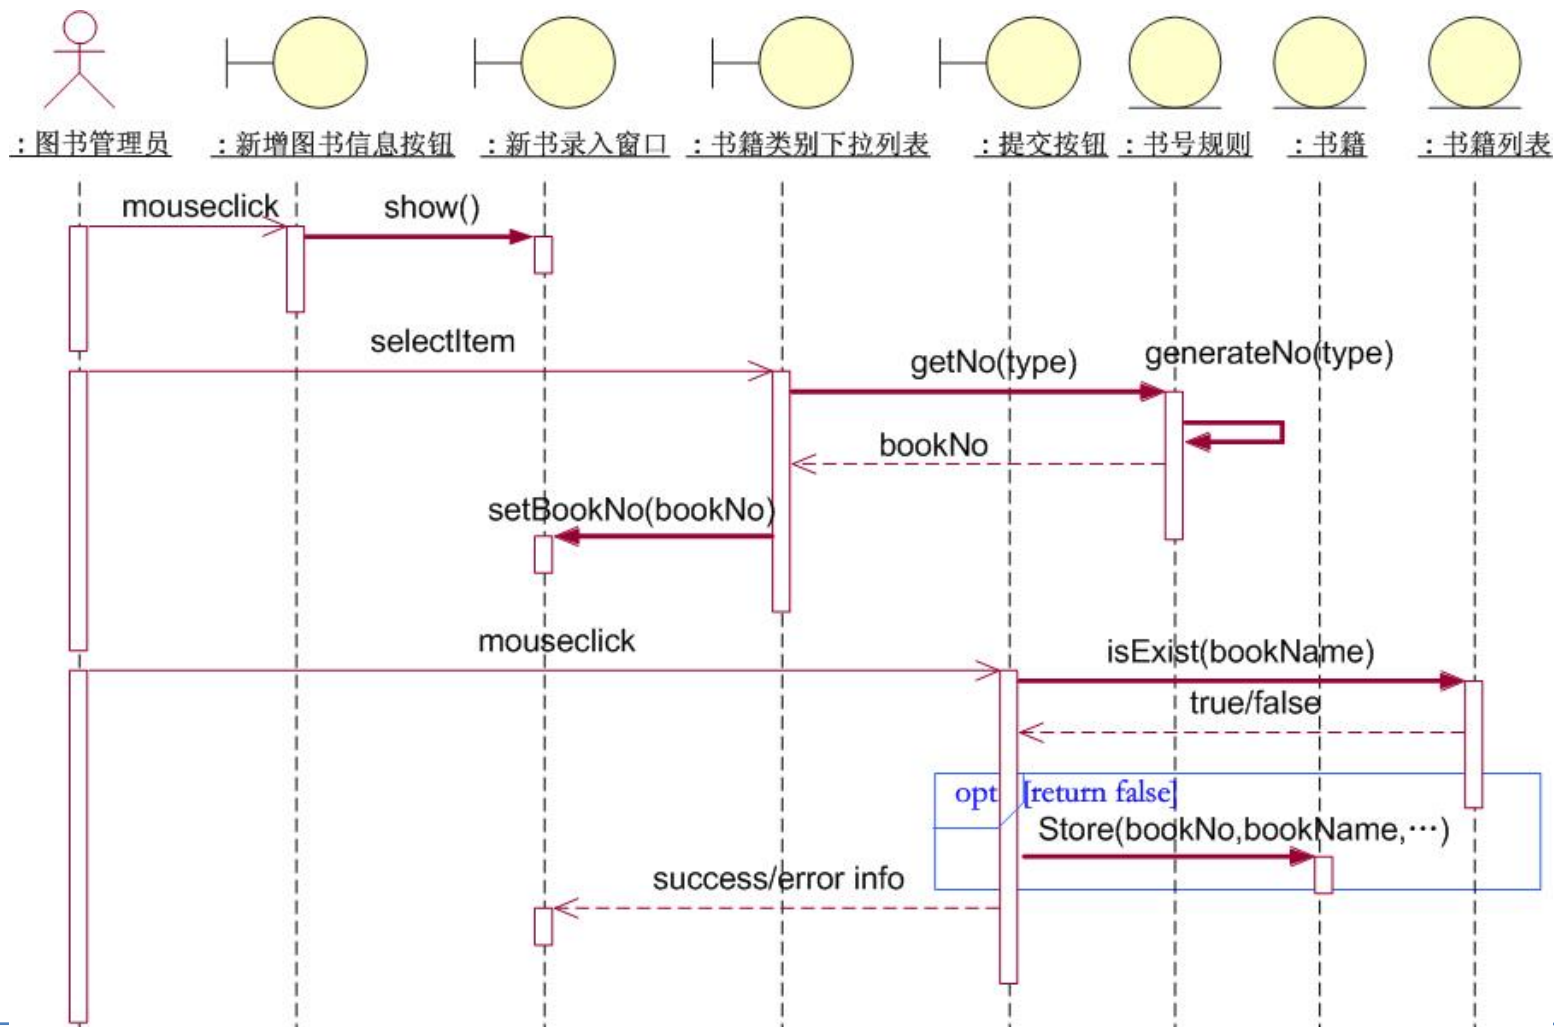 ：图书管理员
：新增图书信息按钮
：新书录入窗口
：书籍类别下拉列表
：提交按钮
：书号规则
：书籍
：书籍列表
mouseclick
show()
selectItem
getNo(type)
generateNo(type)
bookNo
setBookNo(bookNo)
mouseclick
isExist(bookName)
true/false
opt [return false]
Store(bookNo,bookName,…)
success/error info